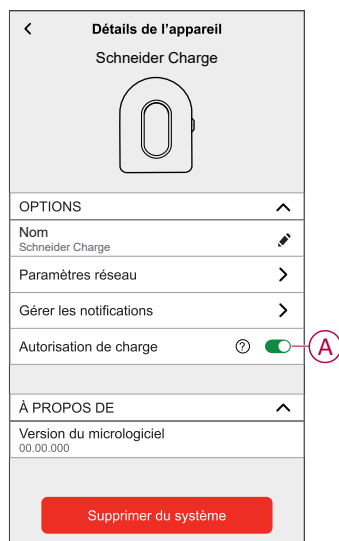 Détails de l'appareil
Schneider Charge
OPTIONS
Nom
Schneider Charge
Paramètres réseau
Gérer les notifications
Autorisation de charge ?
A
À PROPOS DE
Version du micrologiciel
00.00.000
Supprimer du système